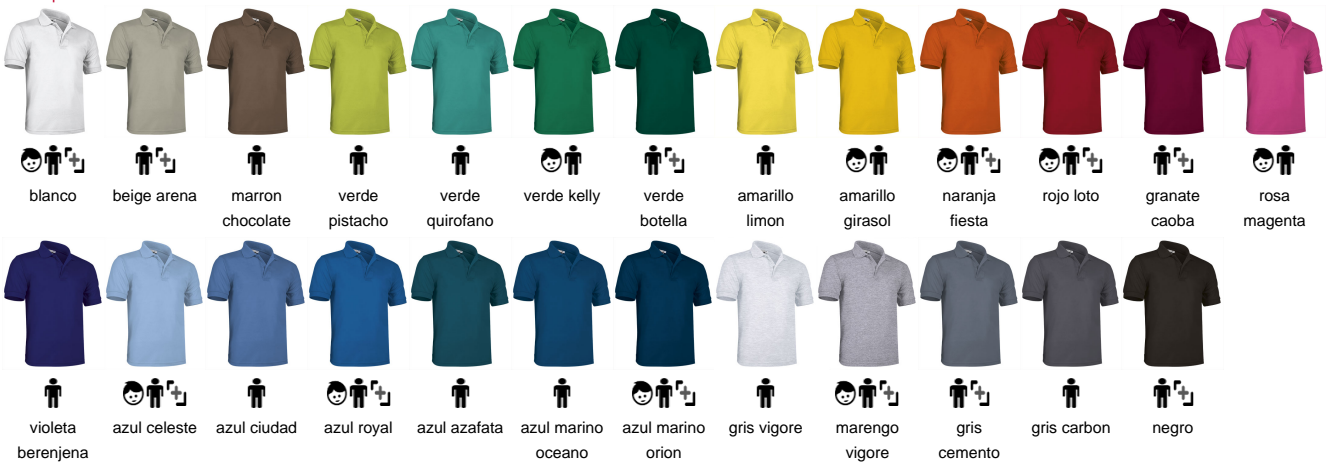 blanco
beige arena
marron
chocolate
verde
pistacho
verde
quirofano
verde kelly
verde
botella
amarillo
limon
amarillo
girasol
naranja
fiesta
rojo loto
granate
caoba
rosa
magenta
violeta
berenjena
azul celeste
azul ciudad
azul royal
azul azafata
azul marino
oceano
azul marino
orion
gris vigore
marengo
vigore
gris
cemento
gris carbon
negro